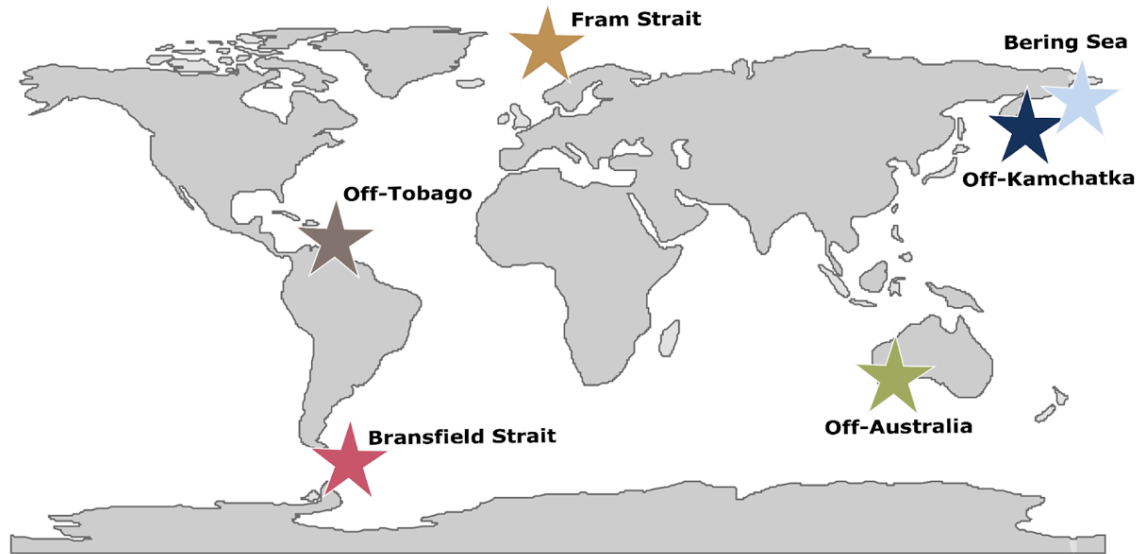 Fram Strait
Bering Sea
Off-Kamchatka
Off-Tobago
Off-Australia
Bransfield Strait